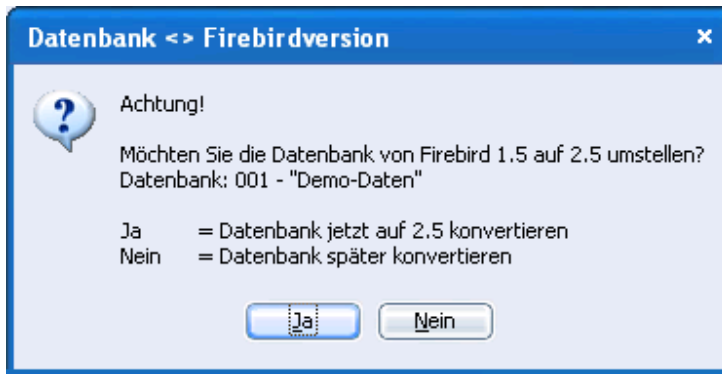 Datenbank <> Firebirdversion
Achtung!
Möchten Sie die Datenbank von Firebird 1.5 auf 2.5 umstellen?
Datenbank: 001 - "Demo-Daten"
Ja = Datenbank jetzt auf 2.5 konvertieren
Nein = Datenbank später konvertieren
Ja Nein